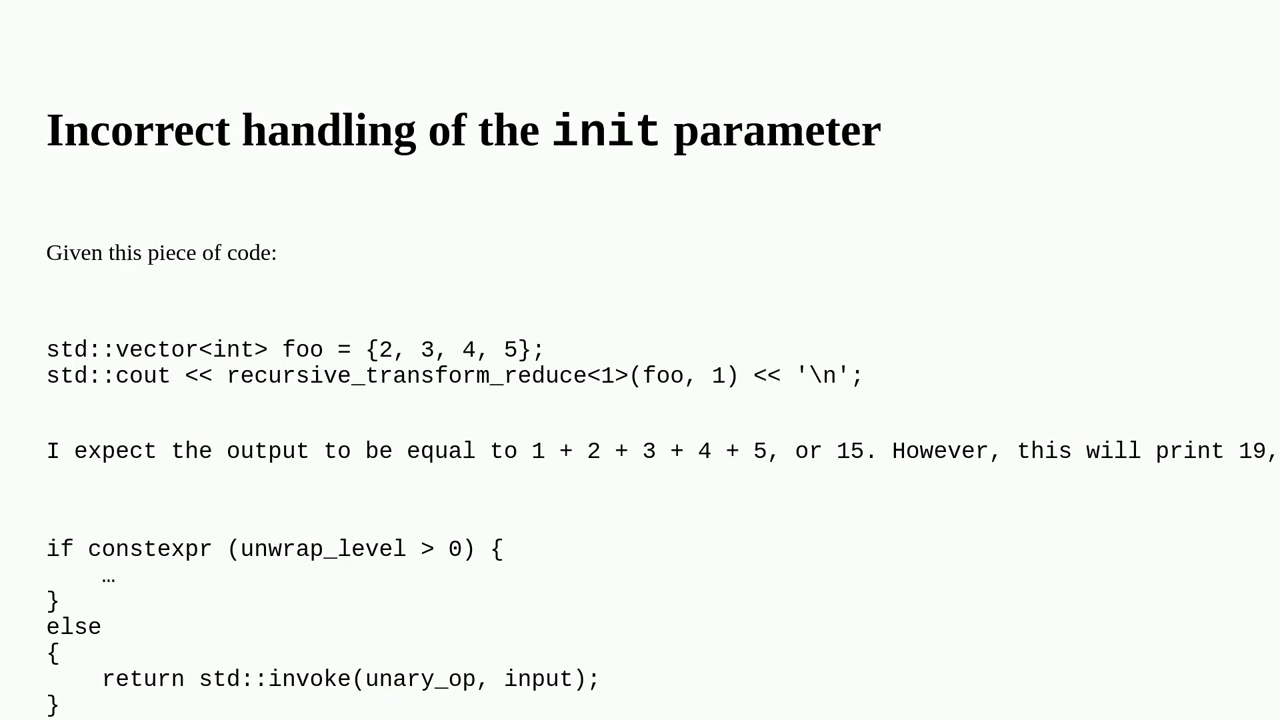 Incorrect handling of the init parameter
Given this piece of code:
std::vector<int> foo = {2, 3, 4, 5};
std::cout << recursive_transform_reduce<1>(foo, 1) << '\n';
I expect the output to be equal to 1 + 2 + 3 + 4 + 5, or 15. However, this will print 19,
if constexpr (unwrap_level > 0) {
    …
}
else
{
    return std::invoke(unary_op, input);
}